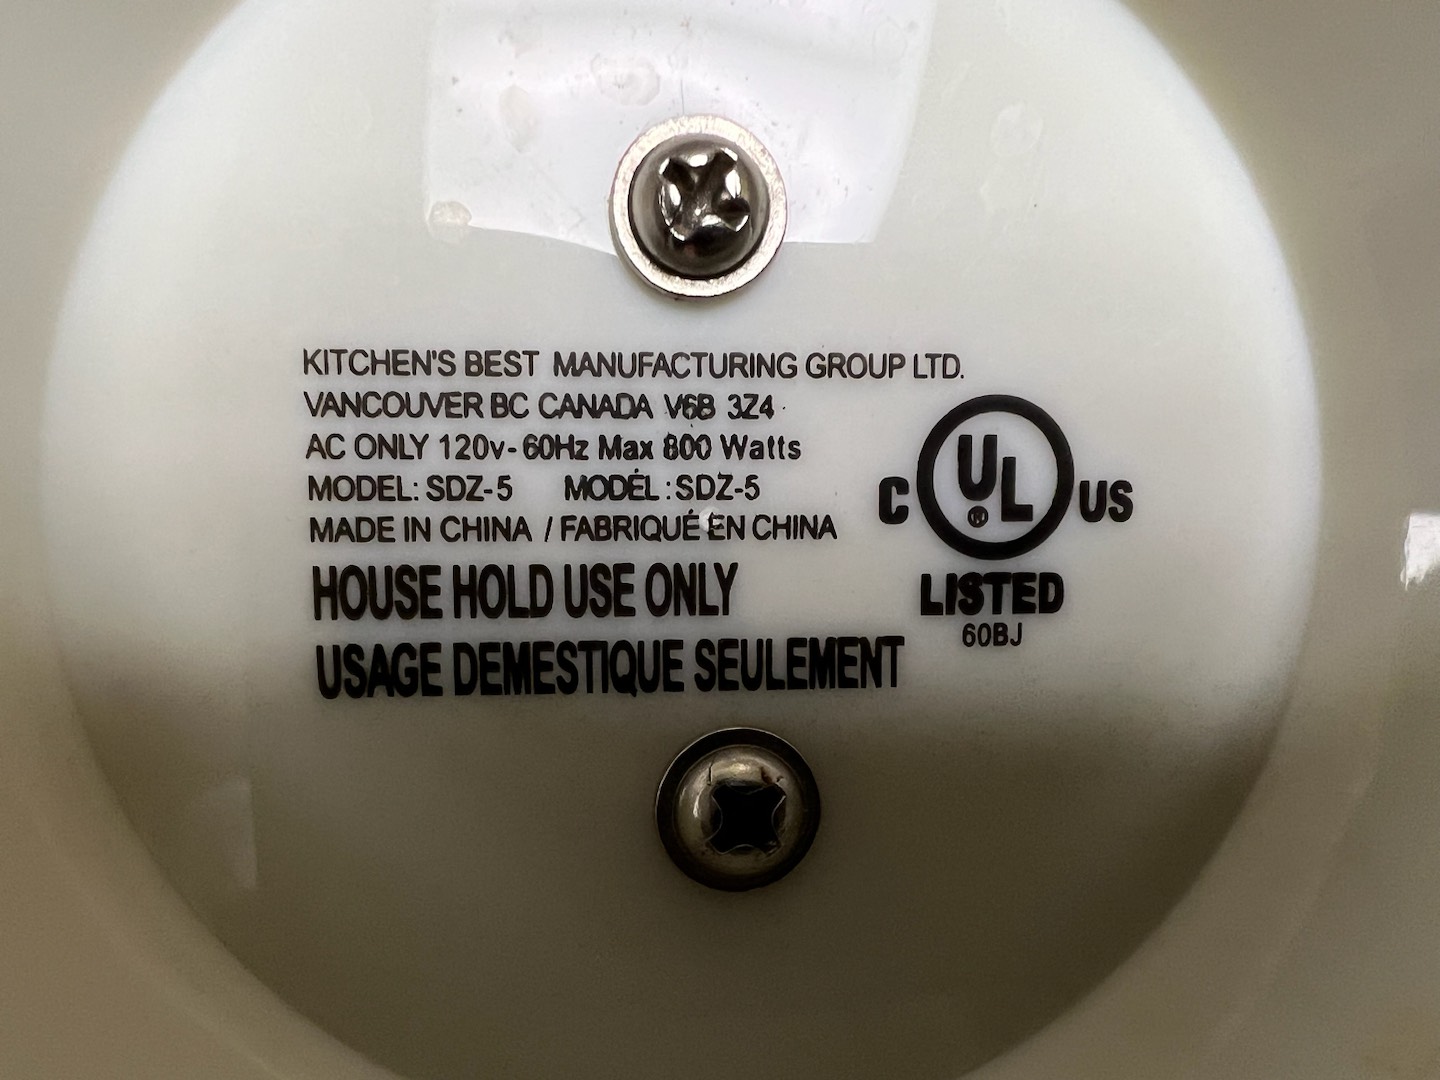 KITCHEN'S BEST MANUFACTURING GROUP LTD.
VANCOUVER BC CANADA V6B 3Z4
AC ONLY 120v-60Hz Max 800 Watts
MODEL: SDZ-5 MODÉL :SDZ-5
MADE IN CHINA / FABRIQUÉ EN CHINA
HOUSE HOLD USE ONLY
USAGE DEMESTIQUE SEULEMENT
C UL® US
LISTED
60BJ